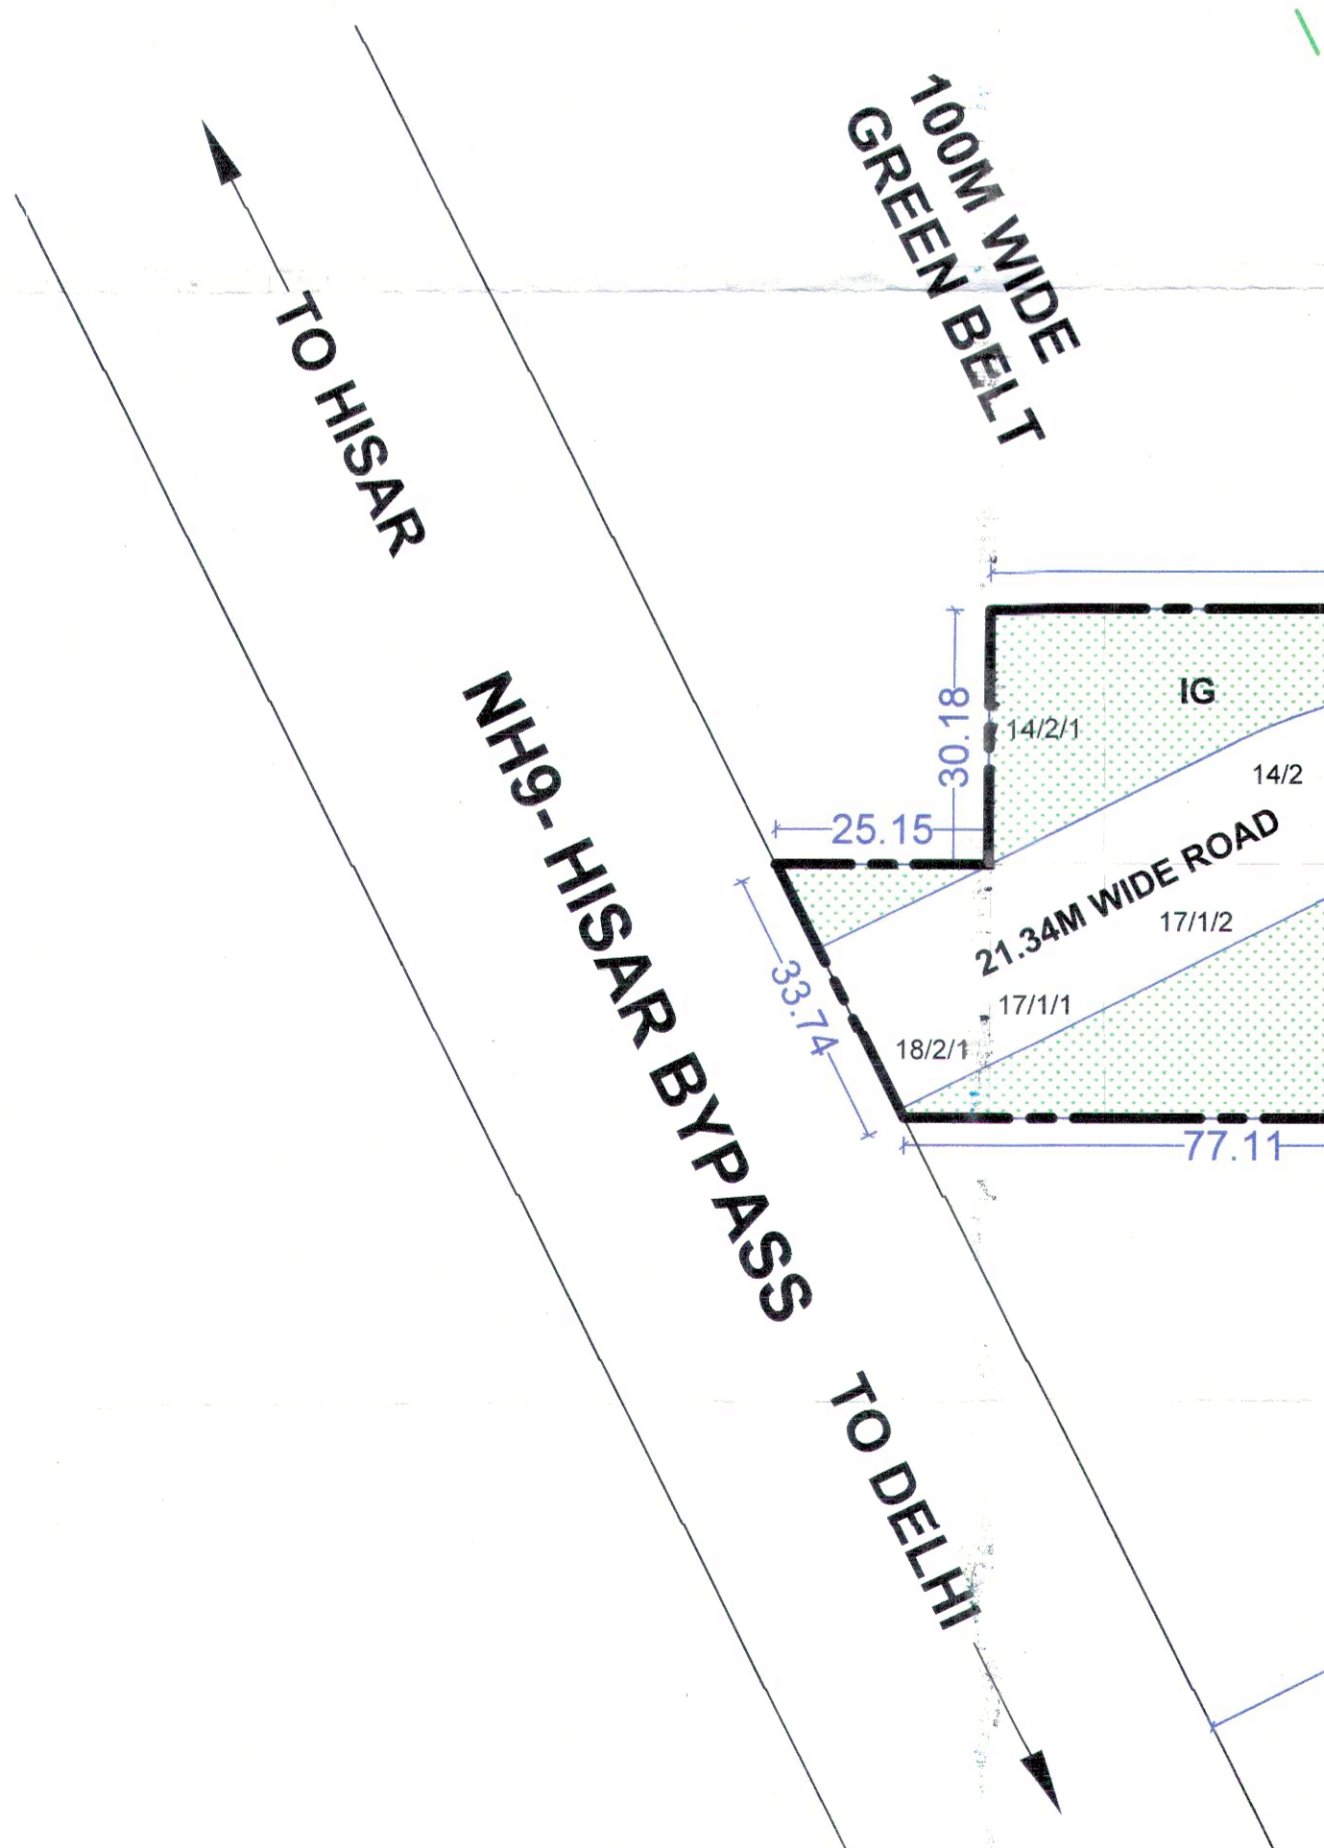 100M WIDE
GREEN BELT
TO HISAR
NH9- HISAR BYPASS
TO DELHI
IG
14/2/1
14/2
30.18
25.15
21.34M WIDE ROAD
17/1/2
17/1/1
18/2/1
33.74
77.11